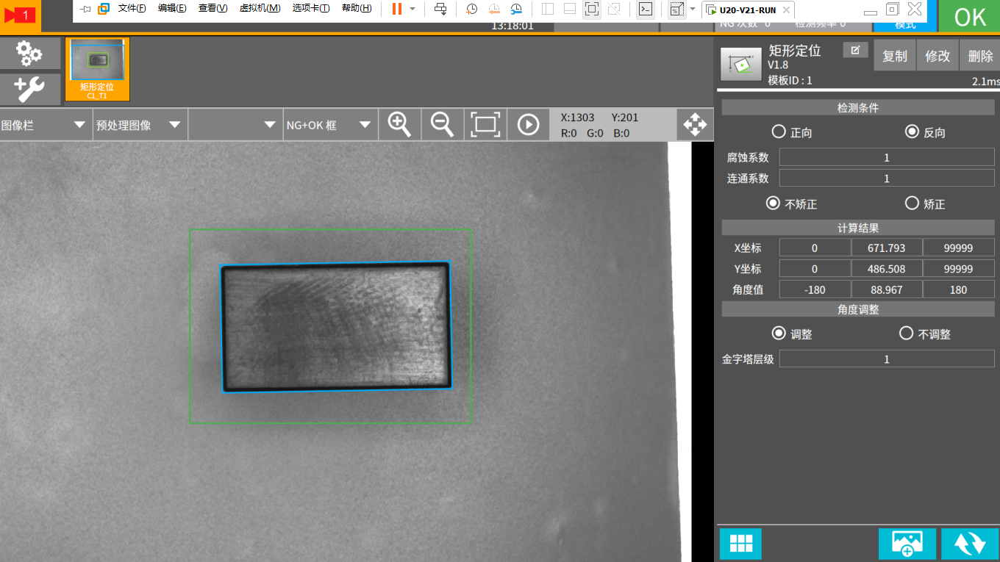 1
文件(F) 编辑(E) 查看(V) 虚拟机(M) 选项卡(T) 帮助(H)
U20-V21-RUN
OK
13:18:01
NG 次数 0 检测频率 0
模式
矩形定位
C1_T1
矩形定位
V1.8
模板ID : 1
复制 修改 删除
2.1ms
图像栏 预处理图像 NG+OK 框
X:1303 Y:201
R:0 G:0 B:0
检测条件
正向 反向
腐蚀系数 1
连通系数 1
不矫正 矫正
计算结果
X坐标 0 671.793 99999
Y坐标 0 486.508 99999
角度值 -180 88.967 180
角度调整
调整 不调整
金字塔层级 1